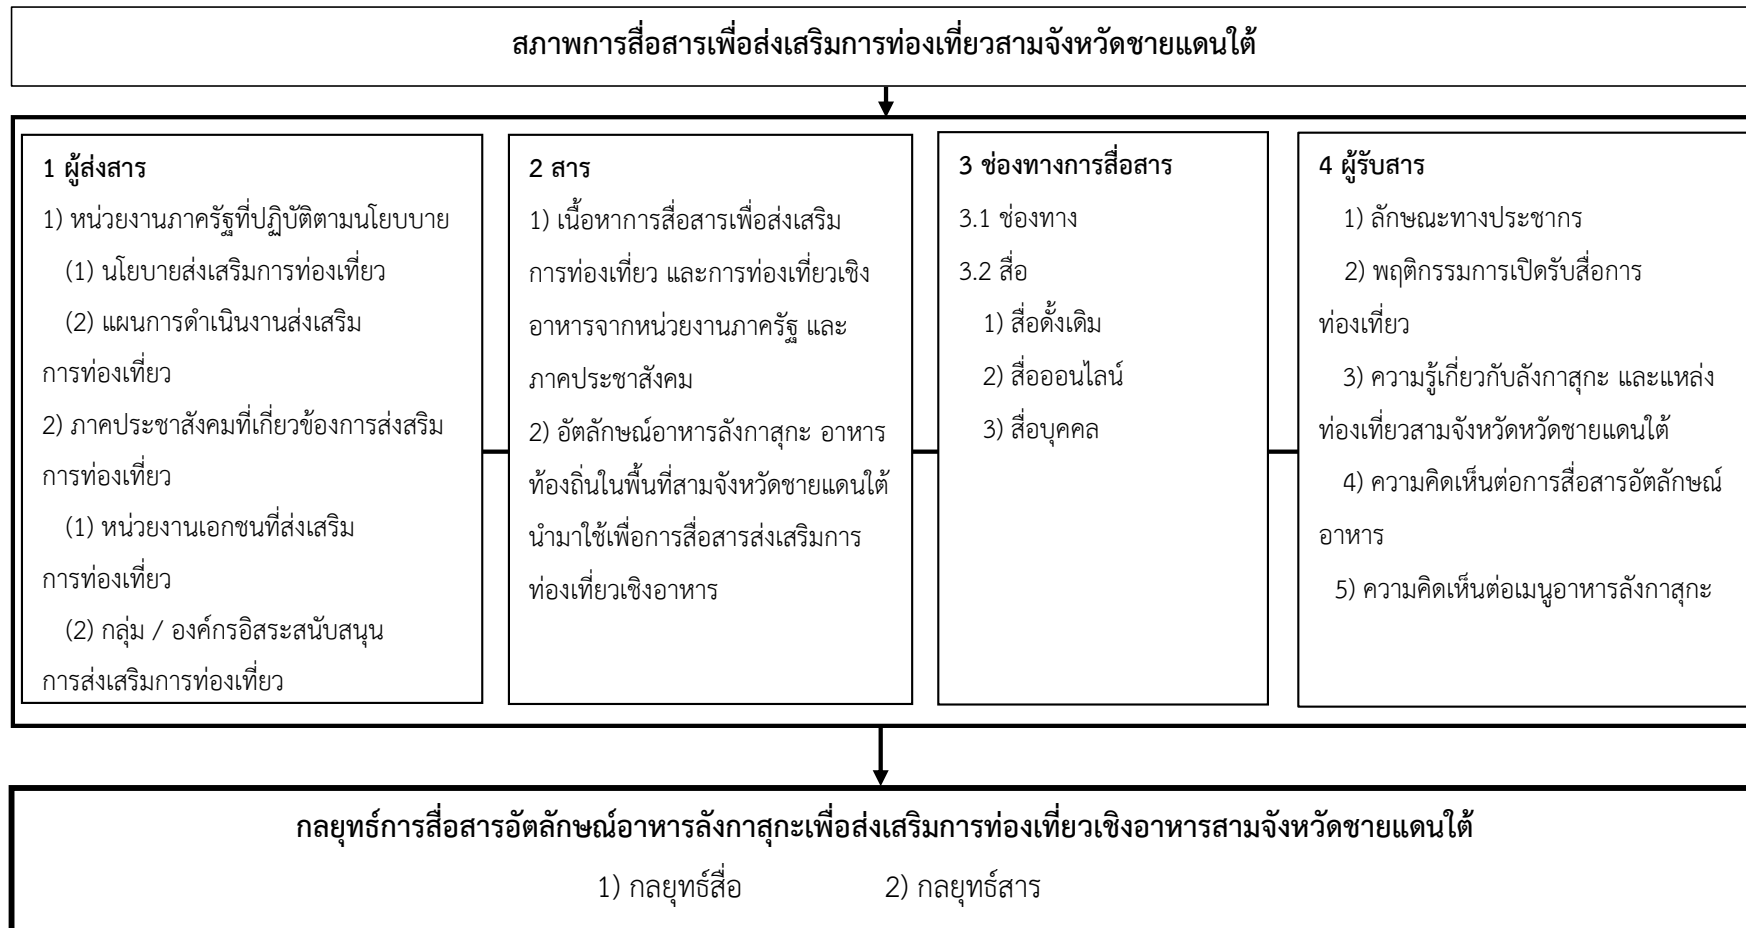 สภาพการสื่อสารเพื่อส่งเสริมการท่องเที่ยวสามจังหวัดชายแดนใต้
1 ผู้ส่งสาร
1) หน่วยงานภาครัฐที่ปฏิบัติตามนโยบบาย
(1) นโยบายส่งเสริมการท่องเที่ยว
(2) แผนการดำเนินงานส่งเสริม
การท่องเที่ยว
2) ภาคประชาสังคมที่เกี่ยวข้องการส่งสริม
การท่องเที่ยว
(1) หน่วยงานเอกชนที่ส่งเสริม
การท่องเที่ยว
(2) กลุ่ม / องค์กรอิสระสนับสนุน
การส่งเสริมการท่องเที่ยว
2 สาร
1) เนื้อหาการสื่อสารเพื่อส่งเสริม
การท่องเที่ยว และการท่องเที่ยวเชิง
อาหารจากหน่วยงานภาครัฐ และ
ภาคประชาสังคม
2) อัตลักษณ์อาหารลังกาสุกะ อาหาร
ท้องถิ่นในพื้นที่สามจังหวัดชายแดนใต้
นำมาใช้เพื่อการสื่อสารส่งเสริมการ
ท่องเที่ยวเชิงอาหาร
3 ช่องทางการสื่อสาร
3.1 ช่องทาง
3.2 สื่อ
1) สื่อดั้งเดิม
2) สื่อออนไลน์
3) สื่อบุคคล
4 ผู้รับสาร
1) ลักษณะทางประชากร
2) พฤติกรรมการเปิดรับสื่อการ
ท่องเที่ยว
3) ความรู้เกี่ยวกับลังกาสุกะ และแหล่ง
ท่องเที่ยวสามจังหวัดหวัดชายแดนใต้
4) ความคิดเห็นต่อการสื่อสารอัตลักษณ์
อาหาร
5) ความคิดเห็นต่อเมนูอาหารลังกาสุกะ
กลยุทธ์การสื่อสารอัตลักษณ์อาหารลังกาสุกะเพื่อส่งเสริมการท่องเที่ยวเชิงอาหารสามจังหวัดชายแดนใต้
1) กลยุทธ์สื่อ 2) กลยุทธ์สาร